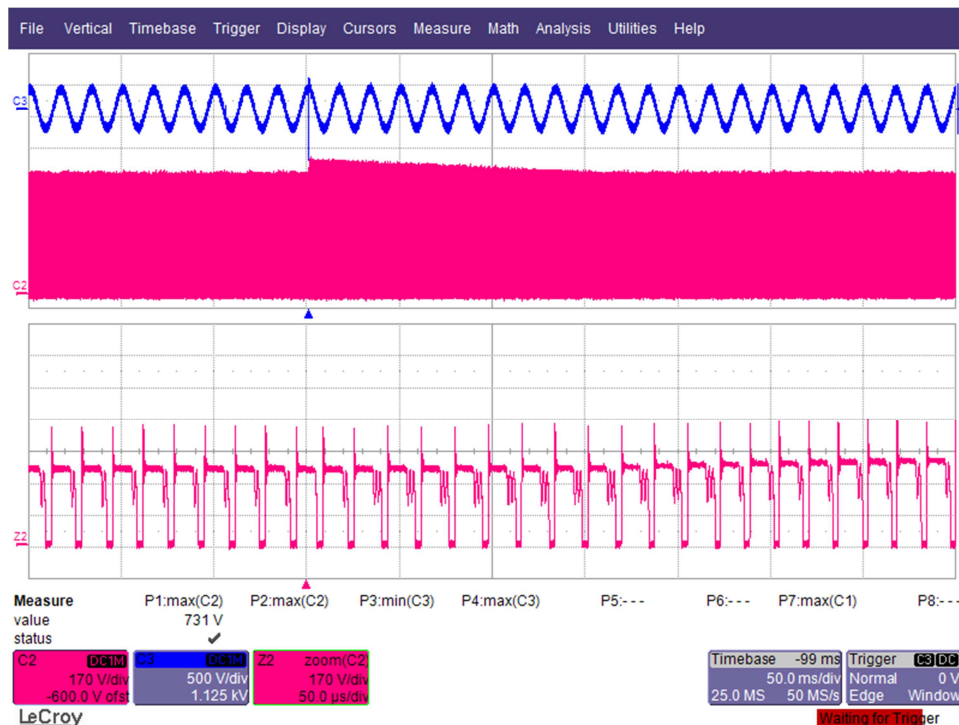 File Vertical Timebase Trigger Display Cursors Measure Math Analysis Utilities Help
C3
C2
Z2
Measure P1:max(C2) P2:max(C2) P3:min(C3) P4:max(C3) P5:--- P6:--- P7:max(C1) P8:---
value 731 V
status ✓
C2 DC1M C3 DC1M Z2 zoom(C2) Timebase -99 ms Trigger C3 DC
170 V/div 500 V/div 170 V/div 50.0 ms/div Normal 0 V
-600.0 V ofst 1.125 kV 50.0 µs/div 25.0 MS 50 MS/s Edge Window
LeCroy Waiting for Trigger